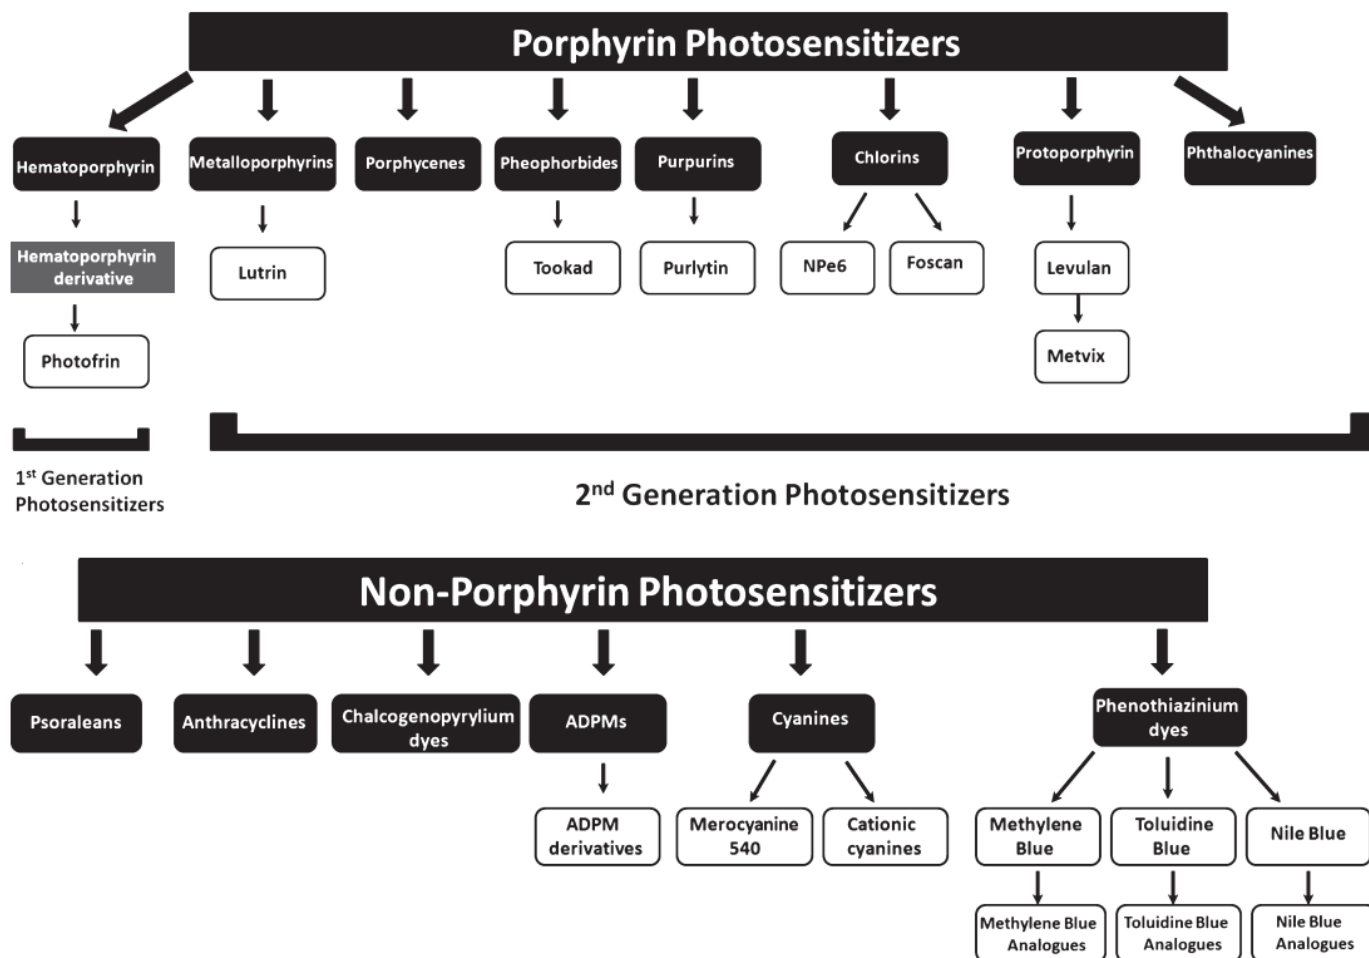 Porphyrin Photosensitizers
Hematoporphyrin
Metalloporphyrins
Porphycenes
Pheophorbides
Purpurins
Chlorins
Protoporphyrin
Phthalocyanines
Hematoporphyrin
derivative
Lutrin
Tookad
Purlytin
NPe6
Foscan
Levulan
Photofrin
Metvix
1st Generation
Photosensitizers
2nd Generation Photosensitizers
Non-Porphyrin Photosensitizers
Psoraleans
Anthracyclines
Chalcogenopyrylium
dyes
ADPMs
Cyanines
Phenothiazinium
dyes
ADPM
derivatives
Merocyanine
540
Cationic
cyanines
Methylene
Blue
Toluidine
Blue
Nile Blue
Methylene Blue
Analogues
Toluidine Blue
Analogues
Nile Blue
Analogues